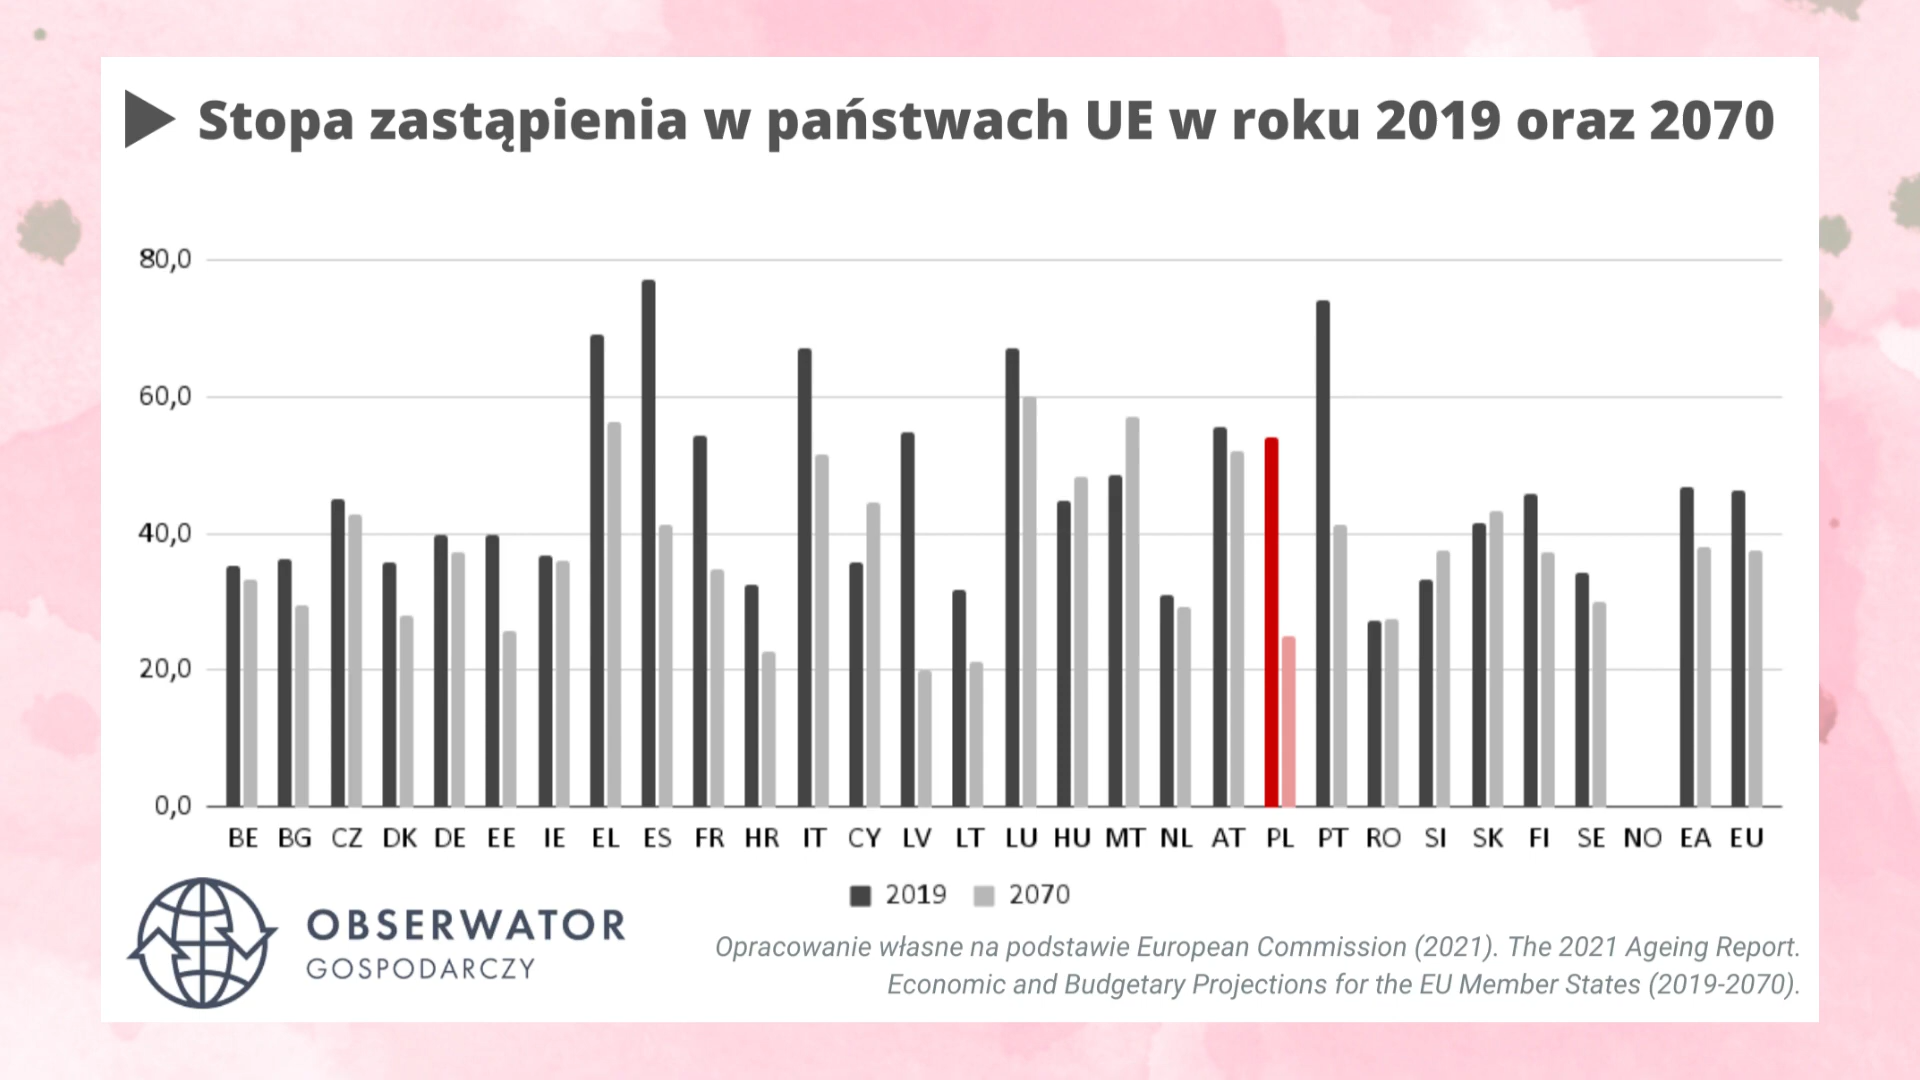 Stopa zastąpienia w państwach UE w roku 2019 oraz 2070
80,0
60,0
40,0
20,0
0,0
BE BG CZ DK DE EE IE EL ES FR HR IT CY LV LT LU HU MT NL AT PL PT RO SI SK FI SE NO EA EU
2019 2070
OBSERWATOR
GOSPODARCZY
Opracowanie własne na podstawie European Commission (2021). The 2021 Ageing Report.
Economic and Budgetary Projections for the EU Member States (2019-2070).